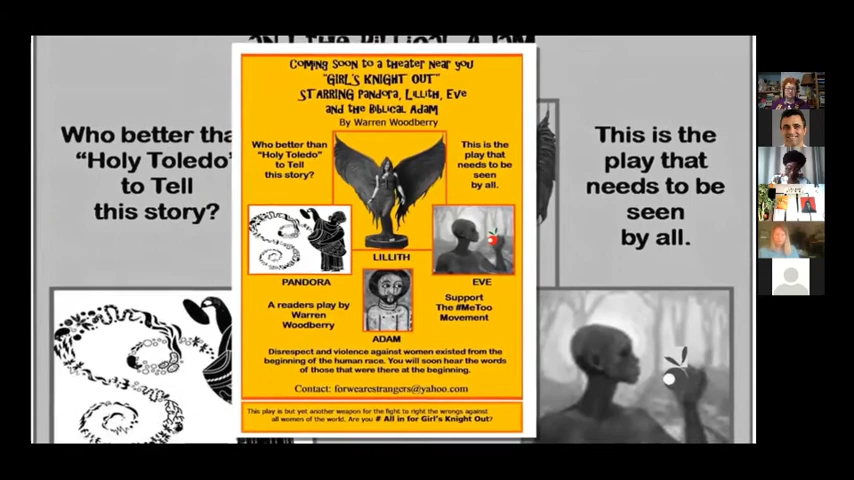 and the Biblical Adam
Who better tha
"Holy Toledo"
to Tell
this story?
This is the
play that
needs to be
seen
by all.
Coming Soon to a theater near you
"GIRL'S KNIGHT OUT"
STARRING Pandora, Lillith, Eve
and the Biblical Adam
By Warren Woodberry
Who better than
"Holy Toledo"
to Tell
this story?
This is the
play that
needs to be
seen
by all.
LILLITH
PANDORA
EVE
A readers play by
Warren
Woodberry
Support
The #MeToo
Movement
ADAM
Disrespect and violence against women existed from the
beginning of the human race. You will soon hear the words
of those that were there at the beginning.
Contact: forwearestrangers@yahoo.com
This play is but yet another weapon for the fight to right the wrongs against
all women of the world. Are you # All in for Girl's Knight Out?